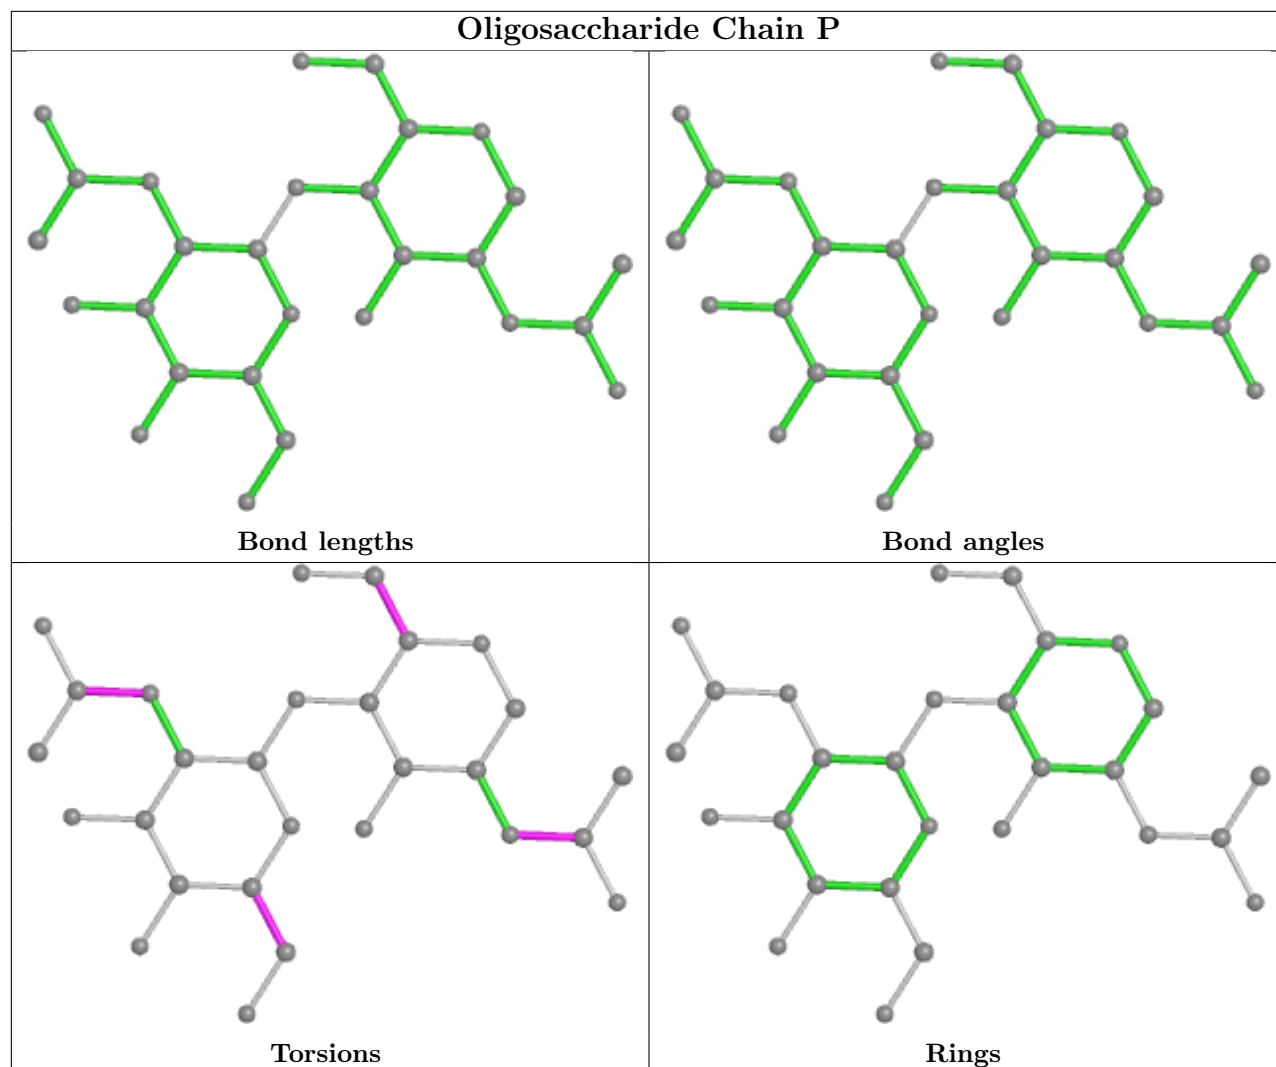 Oligosaccharide Chain P
Bond lengths
Bond angles
Torsions
Rings